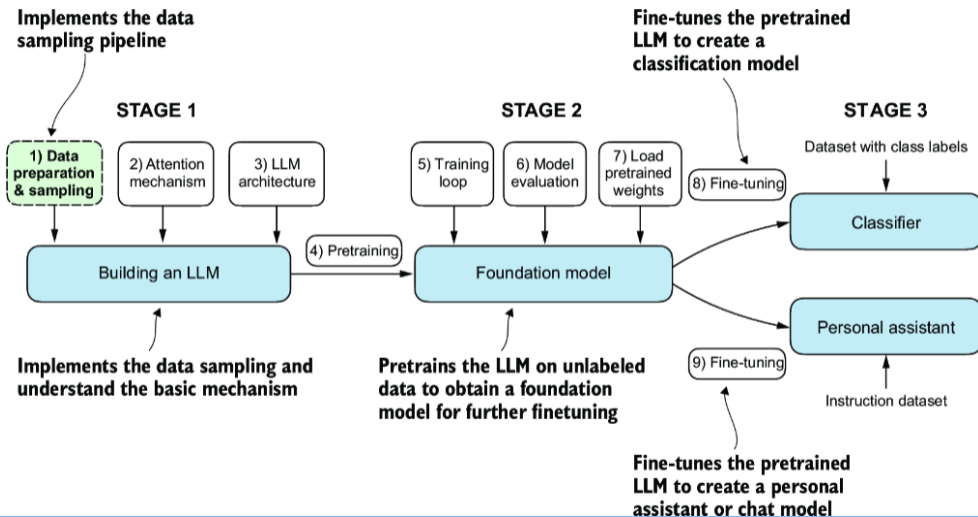 Implements the data
sampling pipeline
Fine-tunes the pretrained
LLM to create a
classification model
STAGE 1
STAGE 2
STAGE 3
1) Data
preparation
& sampling
2) Attention
mechanism
3) LLM
architecture
5) Training
loop
6) Model
evaluation
7) Load
pretrained
weights
8) Fine-tuning
Dataset with class labels
Building an LLM
4) Pretraining
Foundation model
Classifier
Personal assistant
Implements the data sampling and
understand the basic mechanism
Pretrains the LLM on unlabeled
data to obtain a foundation
model for further finetuning
9) Fine-tuning
Instruction dataset
Fine-tunes the pretrained
LLM to create a personal
assistant or chat model